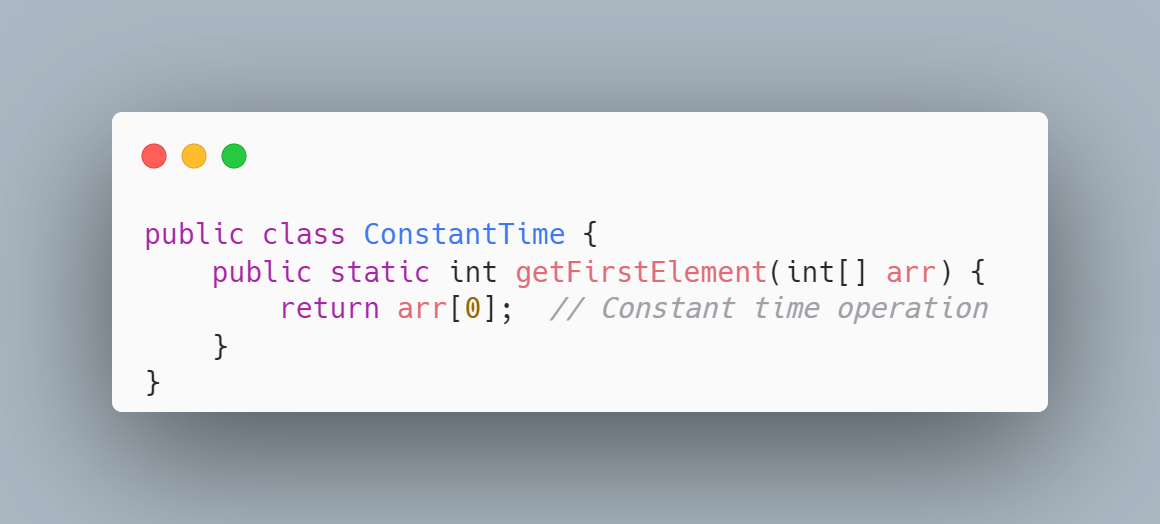 public class ConstantTime {
    public static int getFirstElement(int[] arr) {
        return arr[0];  // Constant time operation
    }
}